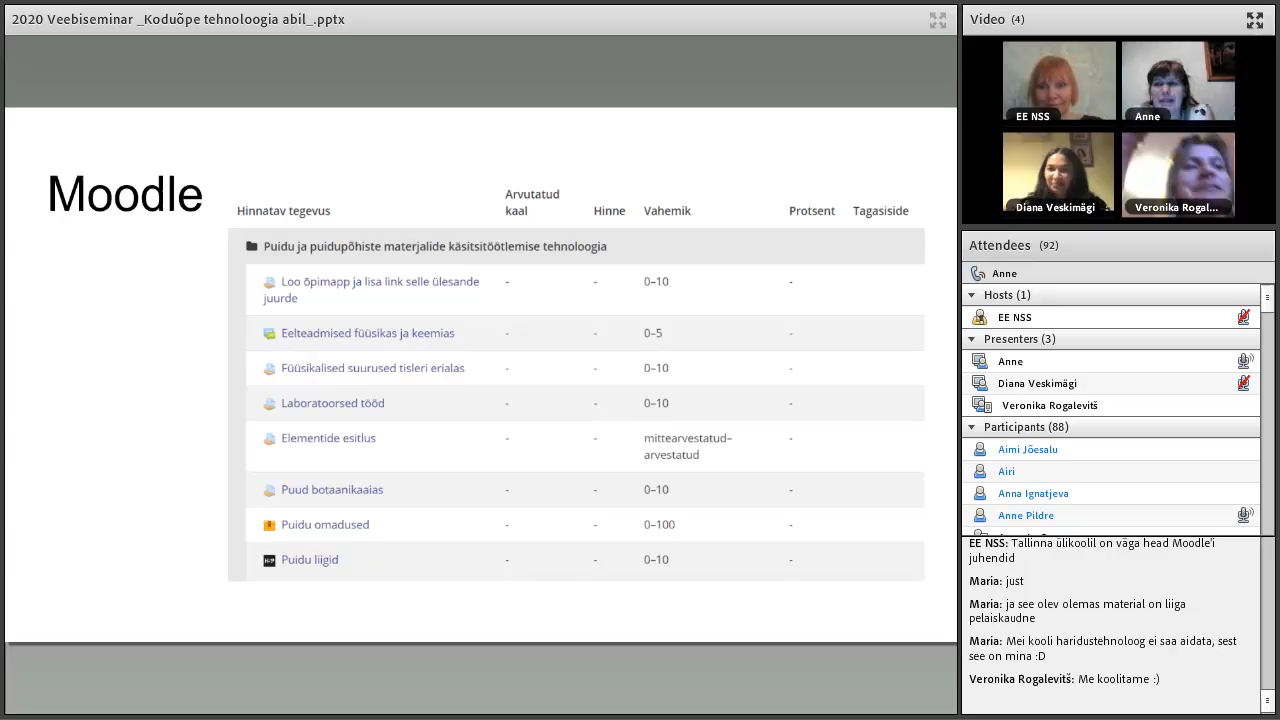 2020 Veebiseminar _Koduõpe tehnoloogia abil_.pptx
Moodle
Hinnatav tegevus
Arvutatud
kaal
Hinne
Vahemik
Protsent
Tagasiside
Puidu ja puidupõhiste materjalide käsitsitöötlemise tehnoloogia
Loo õpimapp ja lisa link selle ülesande
juurde
- - 0–10 -
Eelteadmised füüsikas ja keemias - - 0–5 -
Füüsikalised suurused tisleri erialas - - 0–10 -
Laboratoorsed tööd - - 0–10 -
Elementide esitlus - - mittearvestatud–
arvestatud
-
Puud botaanikaaias - - 0–10 -
Puidu omadused - - 0–100 -
H-P Puidu liigid - - 0–10 -
Video (4)
EE NSS
Anne
Diana Veskimägi
Veronika Rogal...
Attendees (92)
Anne
Hosts (1)
EE NSS
Presenters (3)
Anne
Diana Veskimägi
Veronika Rogalevitš
Participants (88)
Aimi Jõesalu
Airi
Anna Ignatjeva
Anne Pildre
EE NSS: Tallinna ülikoolil on väga head Moodle'i
juhendid
Maria: just
Maria: ja see olev olemas material on liiga
pelaiskaudne
Maria: Mei kooli haridustehnoloog ei saa aidata, sest
see on mina :D
Veronika Rogalevitš: Me koolitame :)